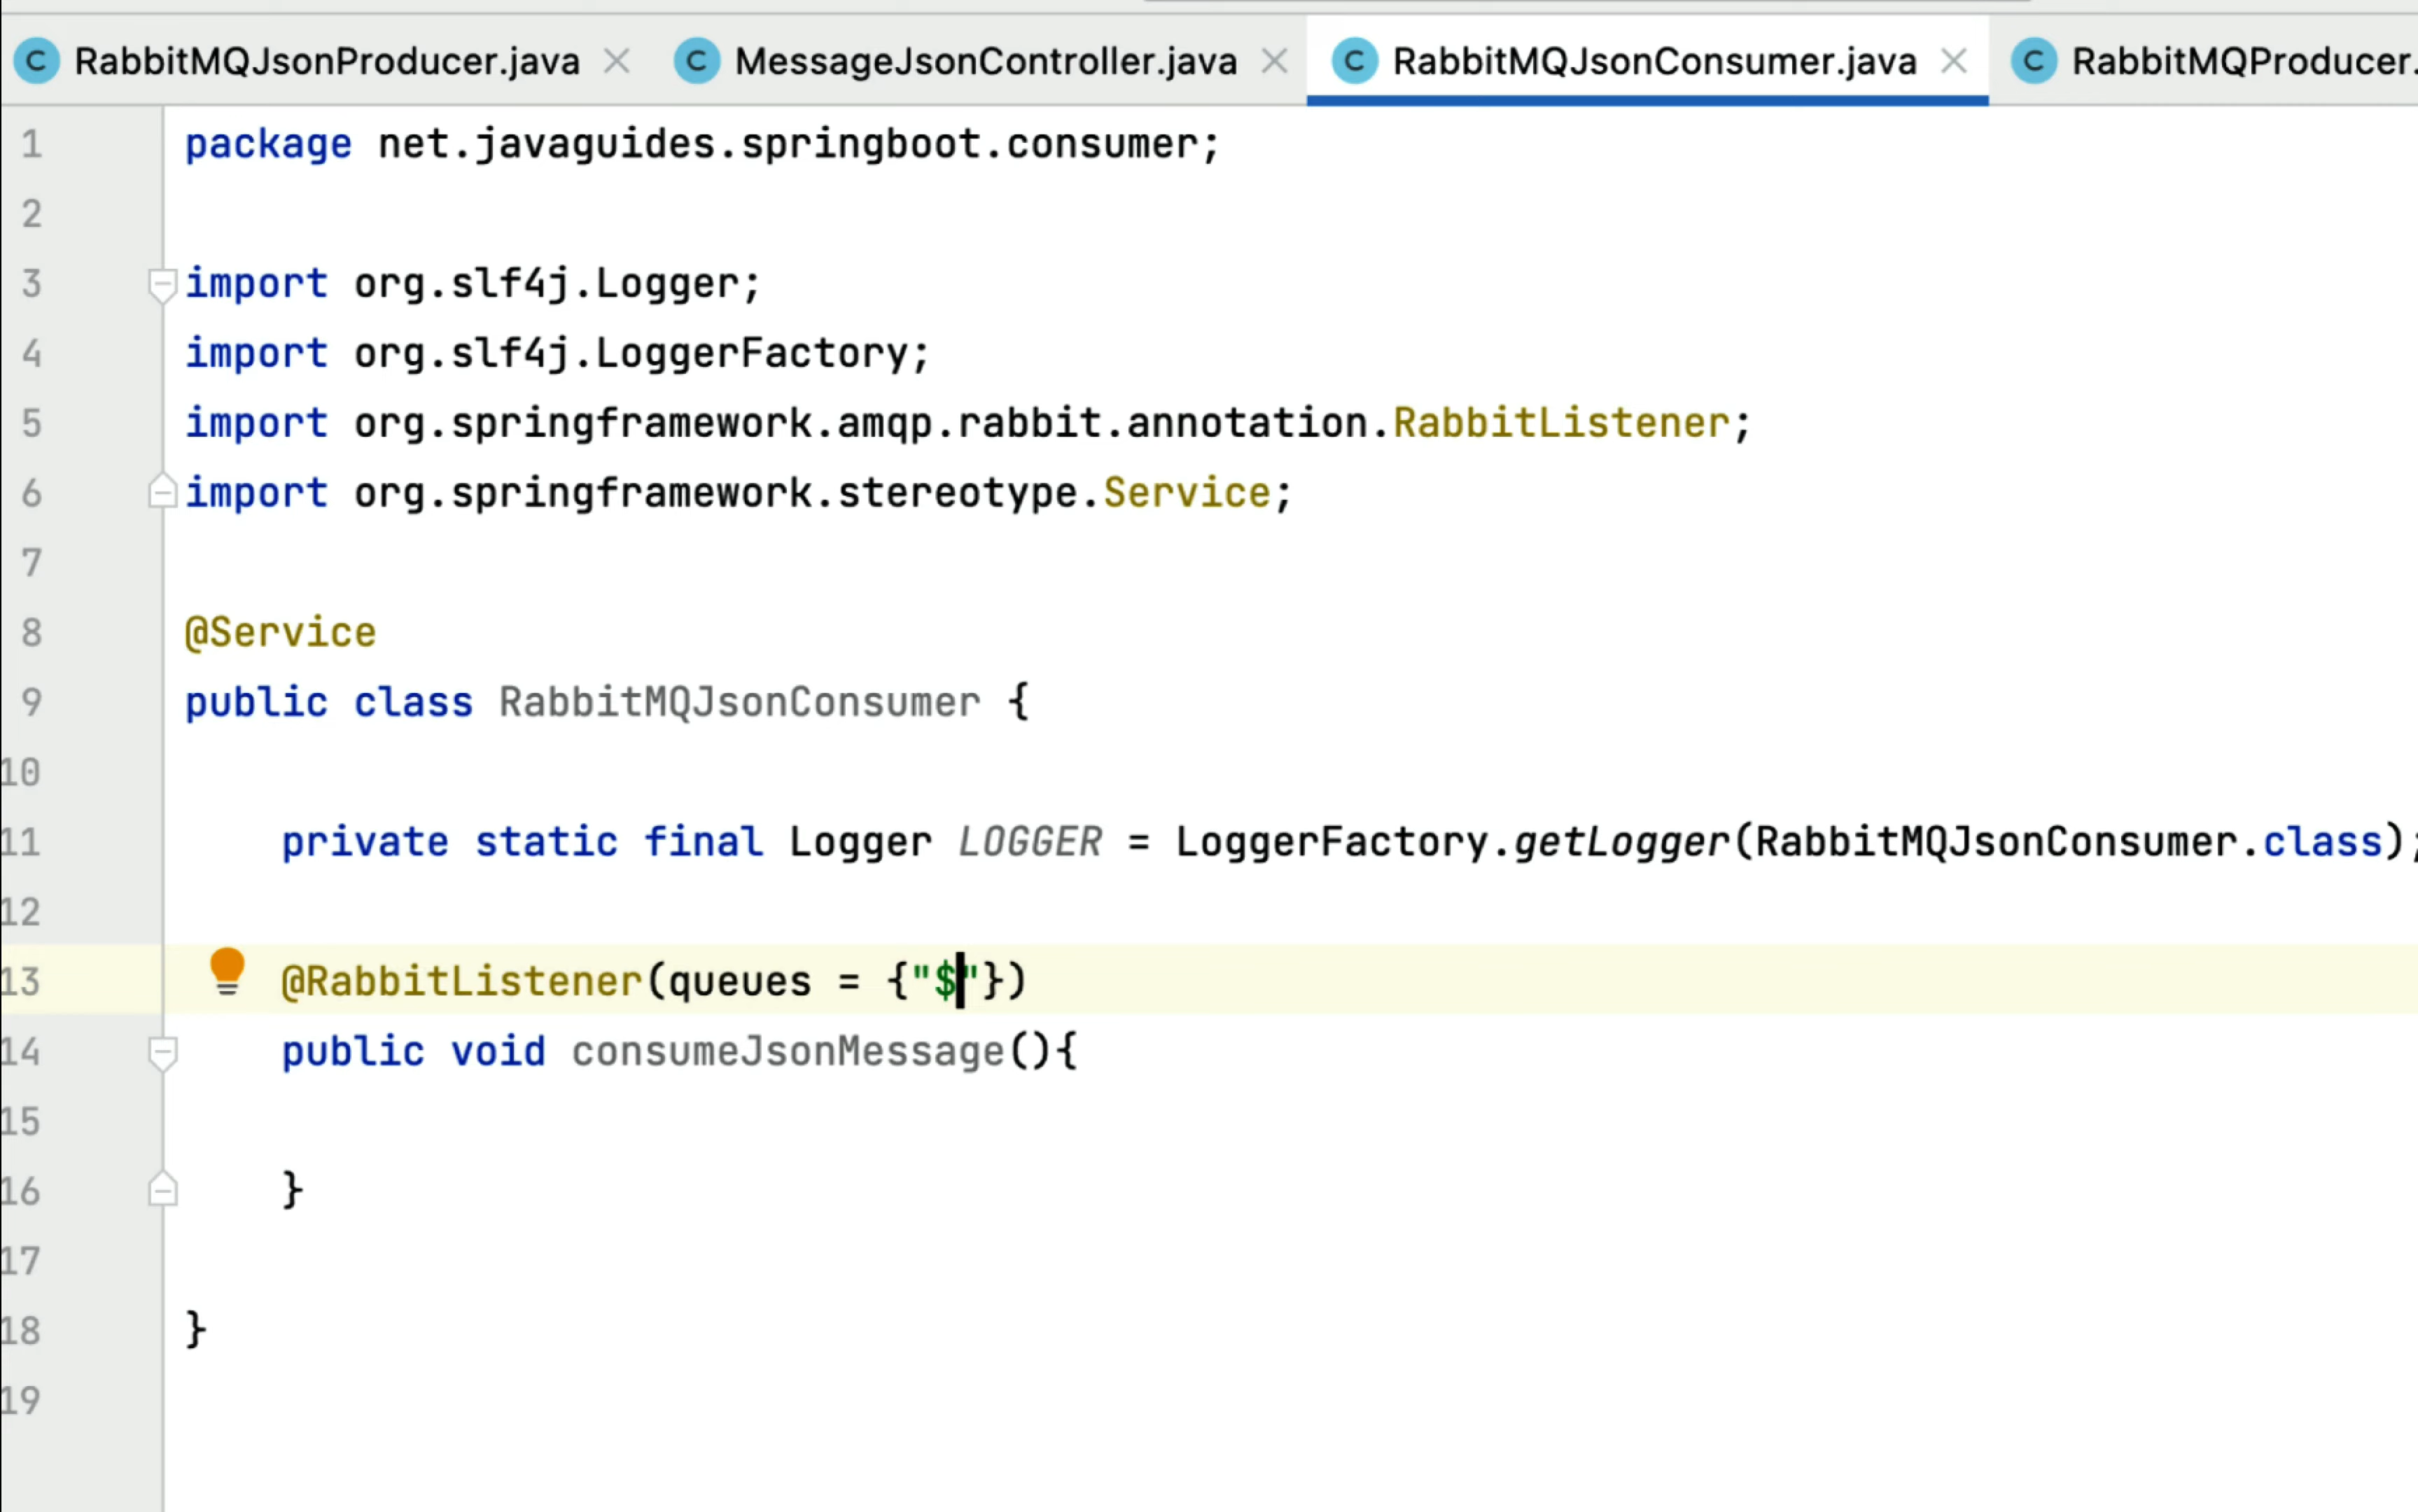 RabbitMQJsonProducer.java MessageJsonController.java RabbitMQJsonConsumer.java RabbitMQProducer.
1 package net.javaguides.springboot.consumer;
2
3 import org.slf4j.Logger;
4 import org.slf4j.LoggerFactory;
5 import org.springframework.amqp.rabbit.annotation.RabbitListener;
6 import org.springframework.stereotype.Service;
7
8 @Service
9 public class RabbitMQJsonConsumer {
10
11 private static final Logger LOGGER = LoggerFactory.getLogger(RabbitMQJsonConsumer.class);
12
13 @RabbitListener(queues = {"$"})
14 public void consumeJsonMessage(){
15
16 }
17
18 }
19